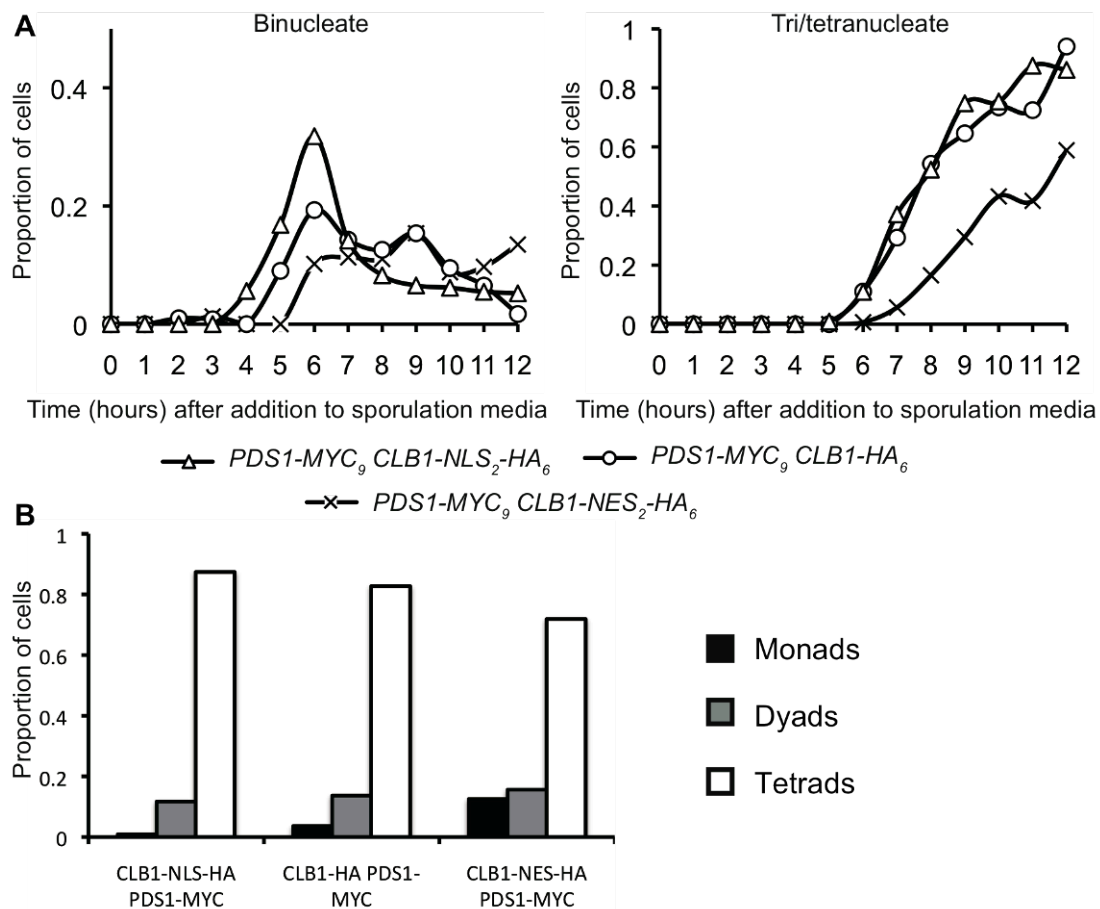 A
Binucleate
Tri/tetranucleate
Proportion of cells
0.4
0.2
0
0 1 2 3 4 5 6 7 8 9 10 11 12
Time (hours) after addition to sporulation media
Proportion of cells
1
0.8
0.6
0.4
0.2
0
0 1 2 3 4 5 6 7 8 9 10 11 12
Time (hours) after addition to sporulation media
PDS1-MYC9 CLB1-NLS2-HA6
PDS1-MYC9 CLB1-HA6
PDS1-MYC9 CLB1-NES2-HA6
B
Proportion of cells
1
0.8
0.6
0.4
0.2
0
CLB1-NLS-HA
PDS1-MYC
CLB1-HA PDS1-
MYC
CLB1-NES-HA
PDS1-MYC
Monads
Dyads
Tetrads